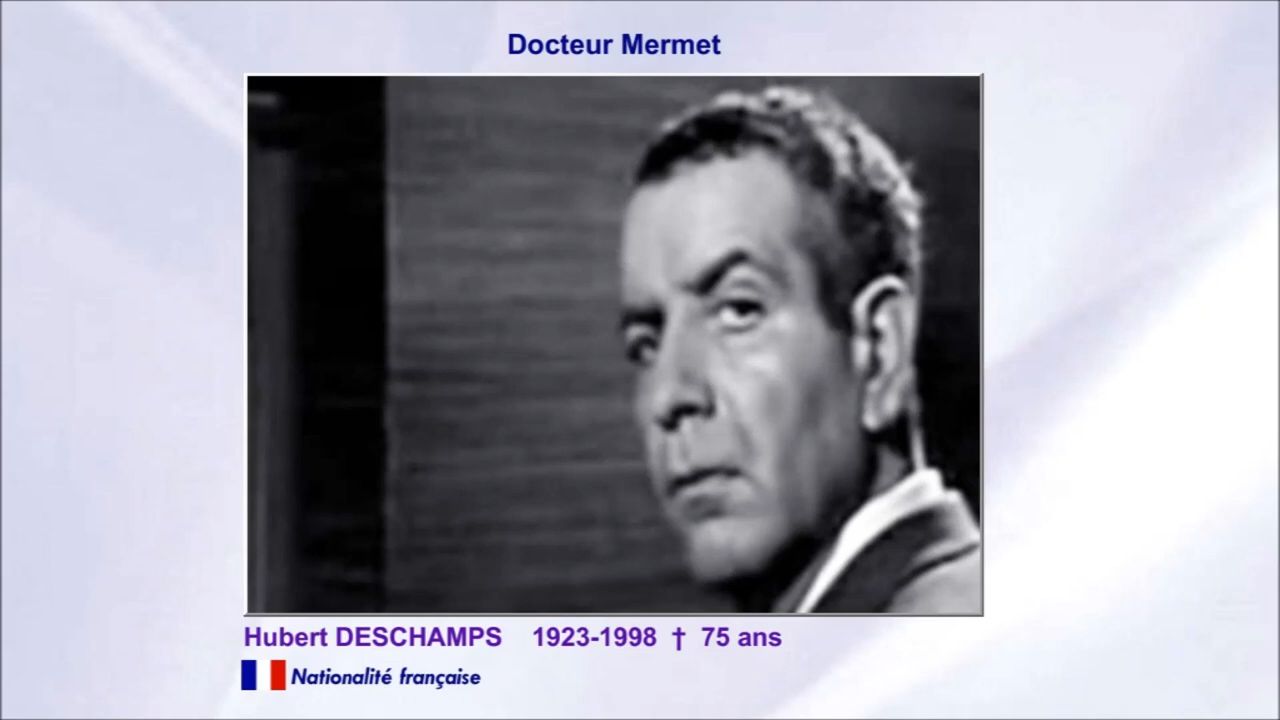 Docteur Mermet
Hubert DESCHAMPS 1923-1998 † 75 ans
Nationalité française